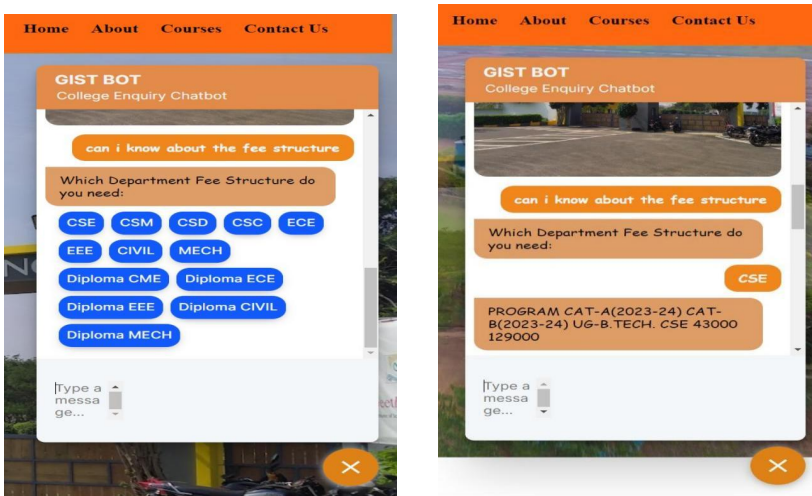 Home About Courses Contact Us
GIST BOT
College Enquiry Chatbot
can i know about the fee structure
Which Department Fee Structure do
you need:
CSE CSM CSD CSC ECE
EEE CIVIL MECH
Diploma CME Diploma ECE
Diploma EEE Diploma CIVIL
Diploma MECH
Type a
messa
ge...
Home About Courses Contact Us
GIST BOT
College Enquiry Chatbot
can i know about the fee structure
Which Department Fee Structure do
you need:
CSE
PROGRAM CAT-A(2023-24) CAT-
B(2023-24) UG-B.TECH. CSE 43000
129000
Type a
messa
ge...